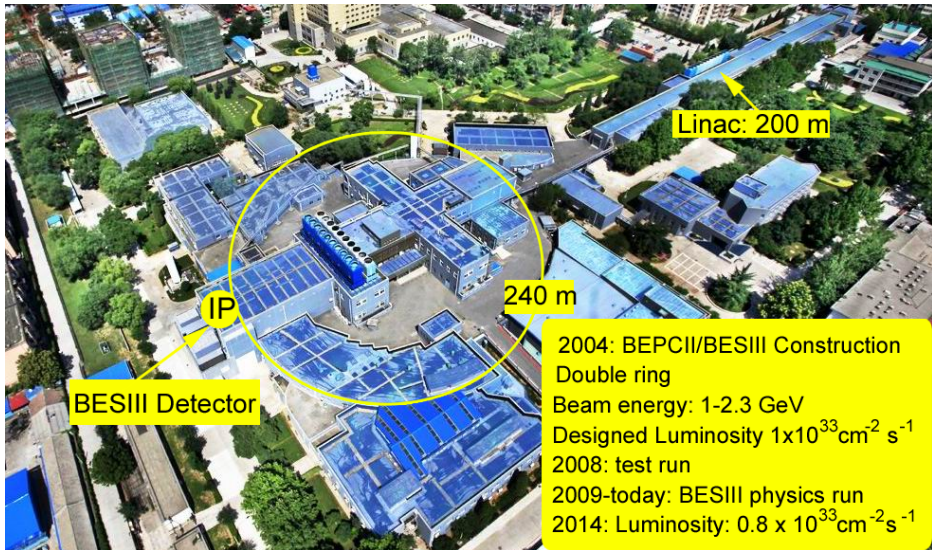 Linac: 200 m
IP
240 m
BESIII Detector
2004: BEPCII/BESIII Construction
Double ring
Beam energy: 1-2.3 GeV
Designed Luminosity 1x10³³cm⁻² s⁻¹
2008: test run
2009-today: BESIII physics run
2014: Luminosity: 0.8 x 10³³cm⁻²s⁻¹